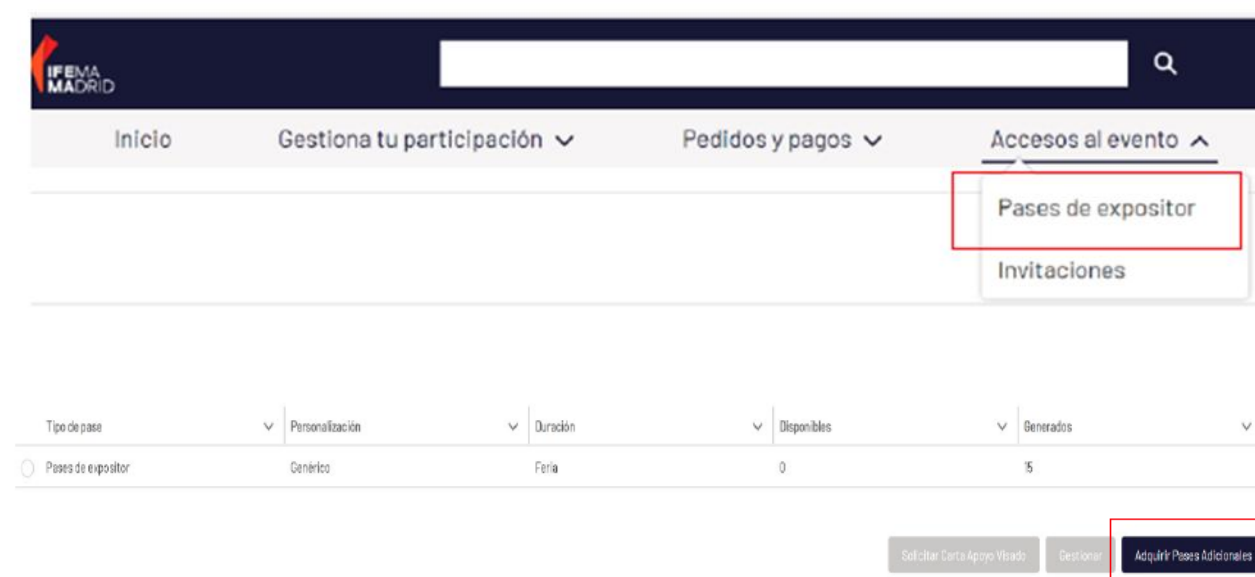 IFEMA
MADRID
Inicio Gestiona tu participación Pedidos y pagos Accesos al evento
Pases de expositor
Invitaciones
Tipo de pase Personalización Duración Disponibles Generados
Pases de expositor Genérico Feria 0 15
Solicitar Carta Apoyo Visado Gestionar Adquirir Pases Adicionales